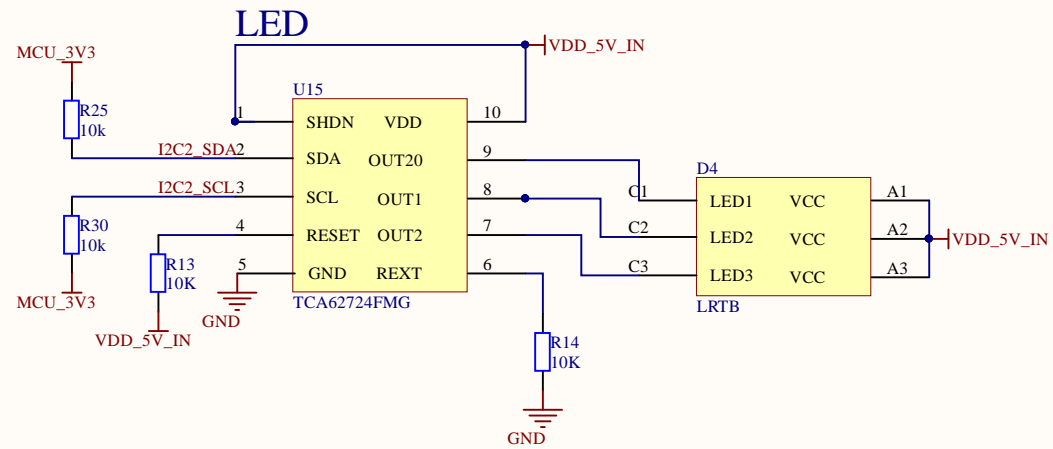 LED
MCU_3V3
VDD_5V_IN
R25
10k
I2C2_SDA
I2C2_SCL
R30
10k
MCU_3V3
R13
10K
VDD_5V_IN
GND
U15
1 SHDN VDD 10
2 SDA OUT20 9
3 SCL OUT1 8
4 RESET OUT2 7
5 GND REXT 6
TCA62724FMG
R14
10K
GND
D4
C1 LED1 VCC A1
C2 LED2 VCC A2
C3 LED3 VCC A3
LRTB
VDD_5V_IN